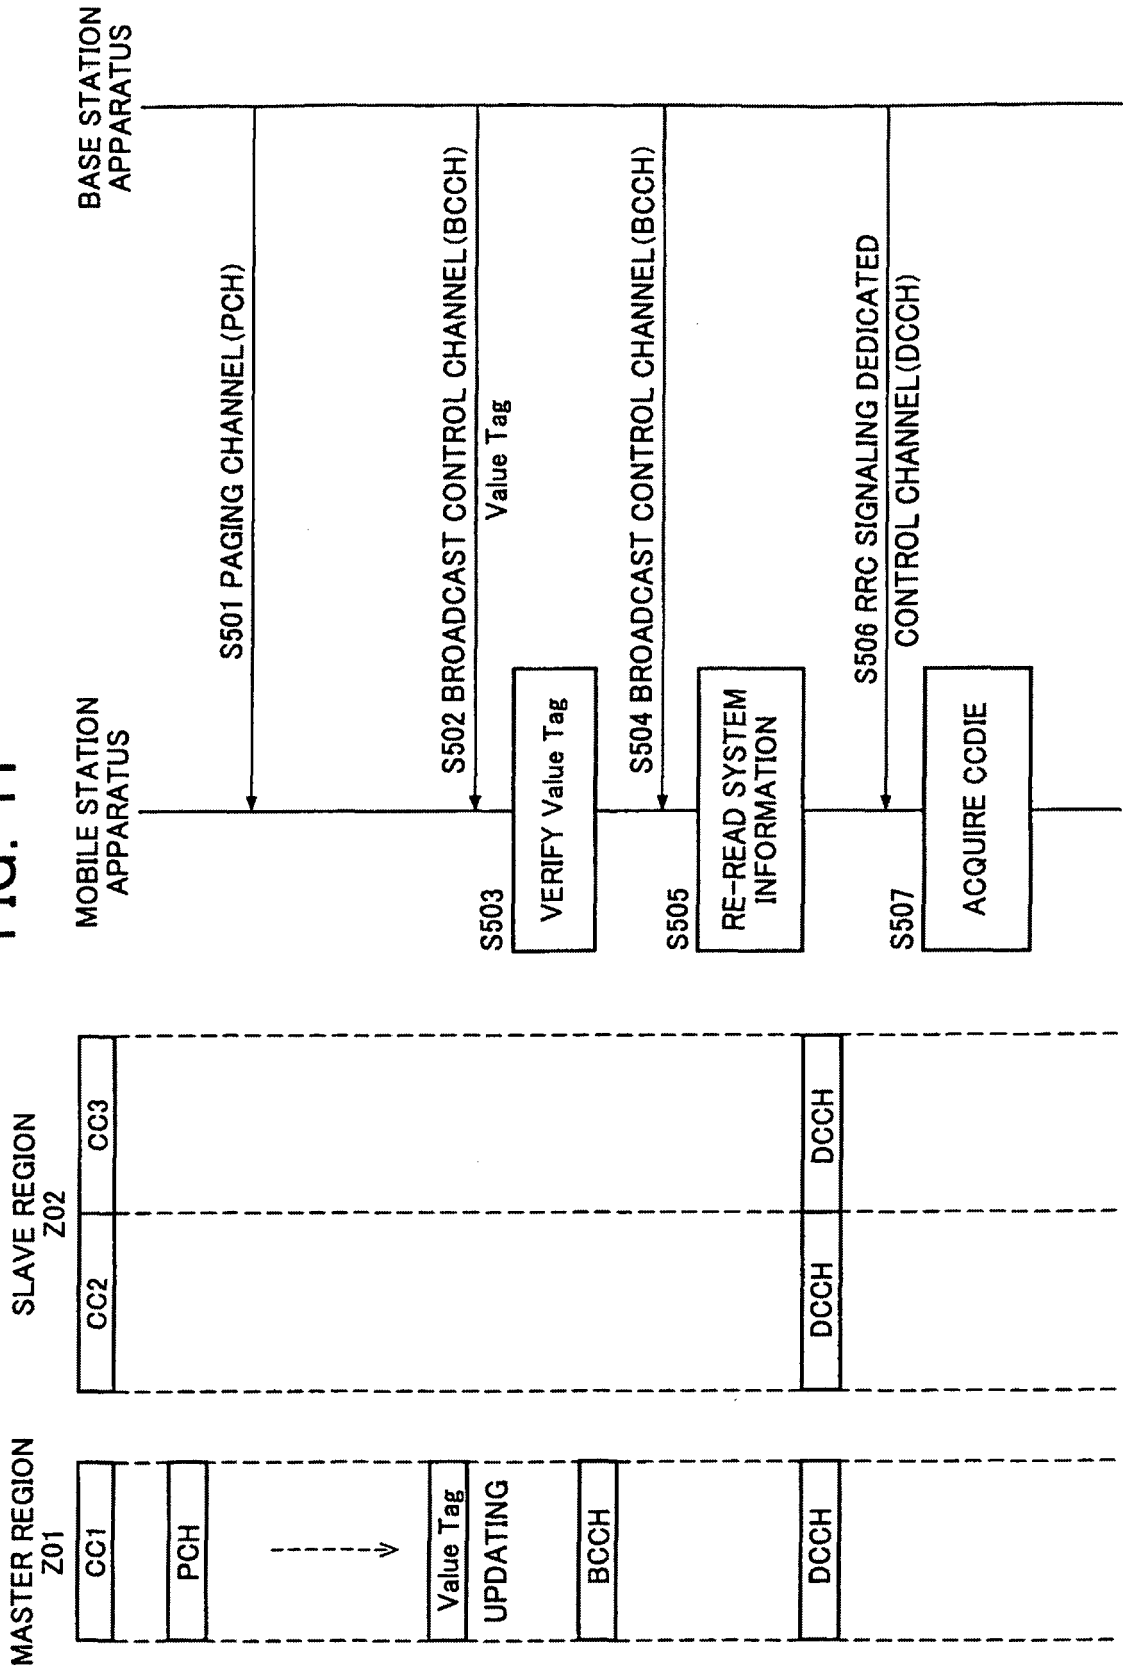 FIG. 11
MASTER REGION
Z01
SLAVE REGION
Z02
CC1
CC2
CC3
PCH
Value Tag
UPDATING
BCCH
DCCH
DCCH
DCCH
MOBILE STATION
APPARATUS
BASE STATION
APPARATUS
S501 PAGING CHANNEL(PCH)
S502 BROADCAST CONTROL CHANNEL(BCCH)
Value Tag
S503
VERIFY Value Tag
S504 BROADCAST CONTROL CHANNEL(BCCH)
S505
RE-READ SYSTEM
INFORMATION
S506 RRC SIGNALING DEDICATED
CONTROL CHANNEL(DCCH)
S507
ACQUIRE CCDIE